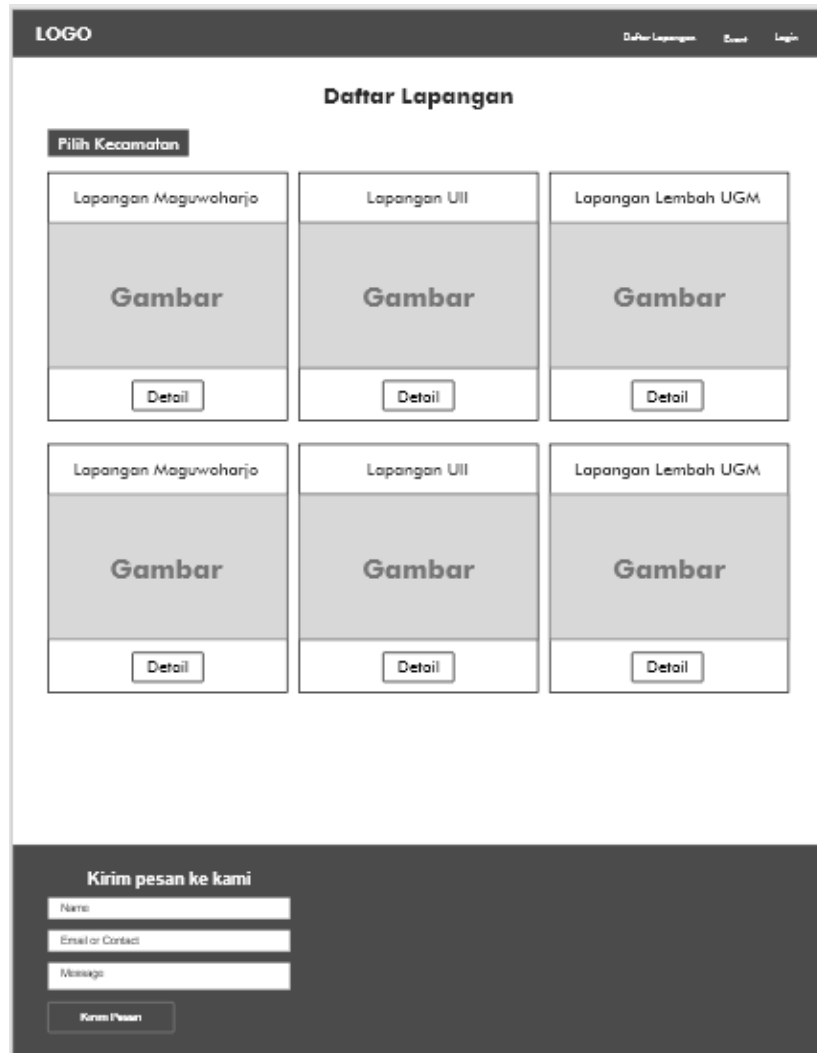 LOGO
Daftar Lapangan Event Login
Daftar Lapangan
Pilih Kecamatan
Lapangan Maguwoharjo Lapangan UII Lapangan Lembah UGM
Gambar Gambar Gambar
Detail Detail Detail
Lapangan Maguwoharjo Lapangan UII Lapangan Lembah UGM
Gambar Gambar Gambar
Detail Detail Detail
Kirim pesan ke kami
Name
Email or Contact
Message
Kirim Pesan